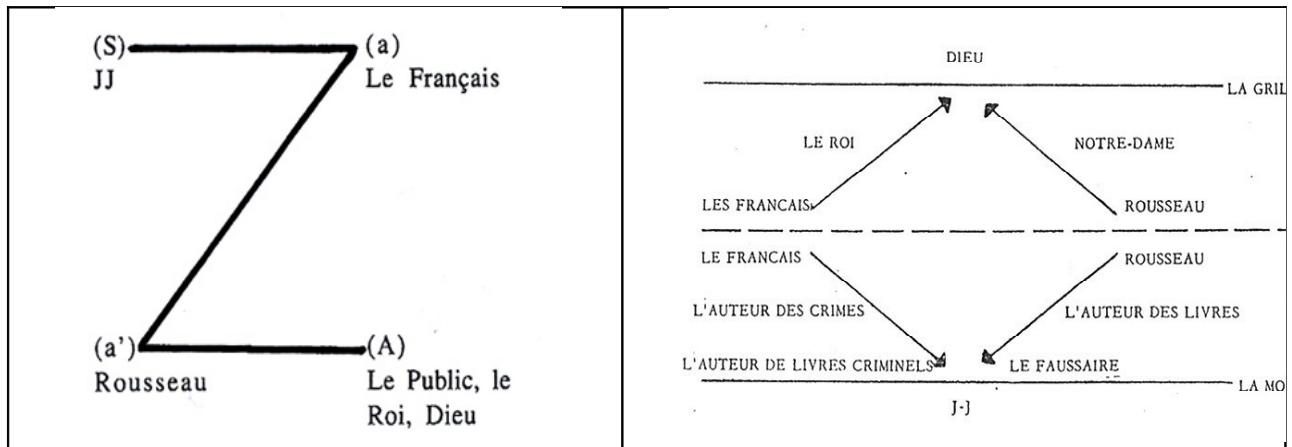 (S)
JJ
(a)
Le Français
(a')
Rousseau
(A)
Le Public, le
Roi, Dieu
DIEU
LA GRIL
LE ROI
NOTRE-DAME
LES FRANCAIS
ROUSSEAU
LE FRANCAIS
ROUSSEAU
L'AUTEUR DES CRIMES
L'AUTEUR DES LIVRES
L'AUTEUR DE LIVRES CRIMINELS
LE FAUSSAIRE
LA MO
J-J